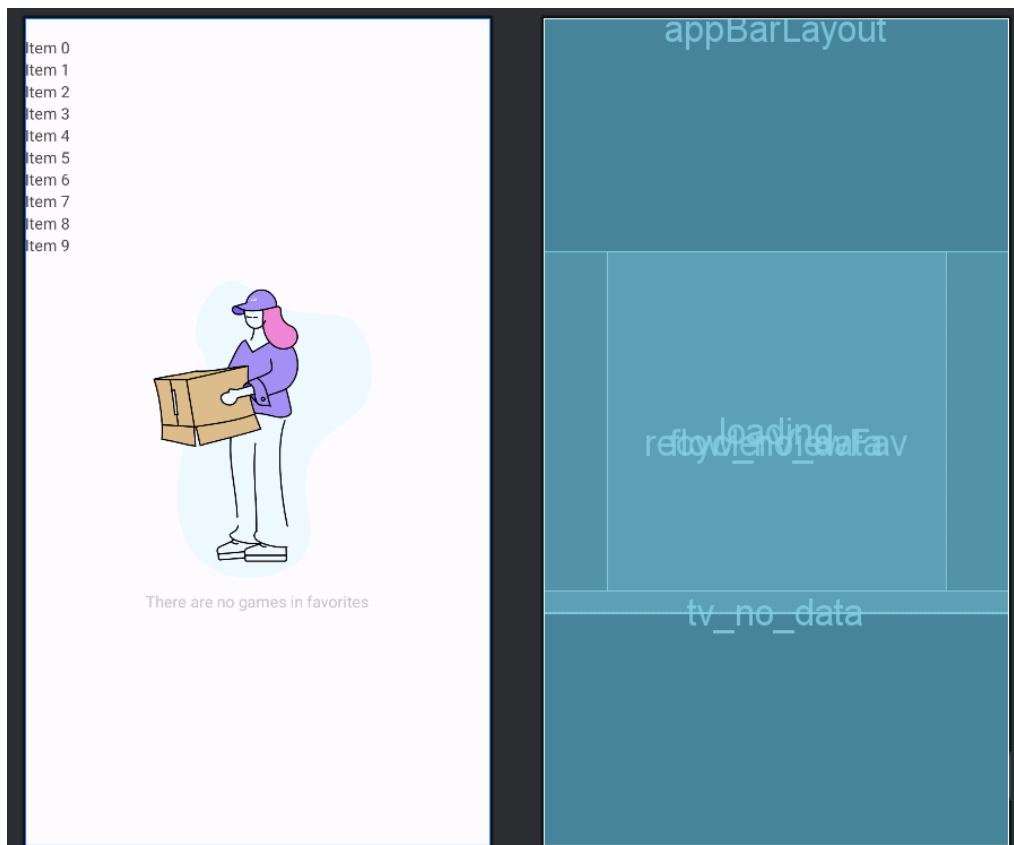 Item 0
Item 1
Item 2
Item 3
Item 4
Item 5
Item 6
Item 7
Item 8
Item 9
There are no games in favorites
appBarLayout
loading
tv_no_data